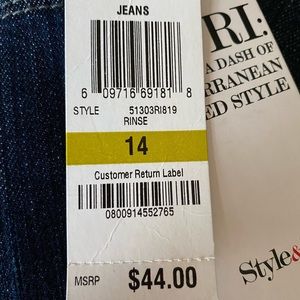 JEANS
6 09716 69181 8
STYLE 51303RI819
RINSE
14
Customer Return Label
0800914552765
MSRP $44.00
RI:
A DASH OF
RRANEAN
ED STYLE
Style&